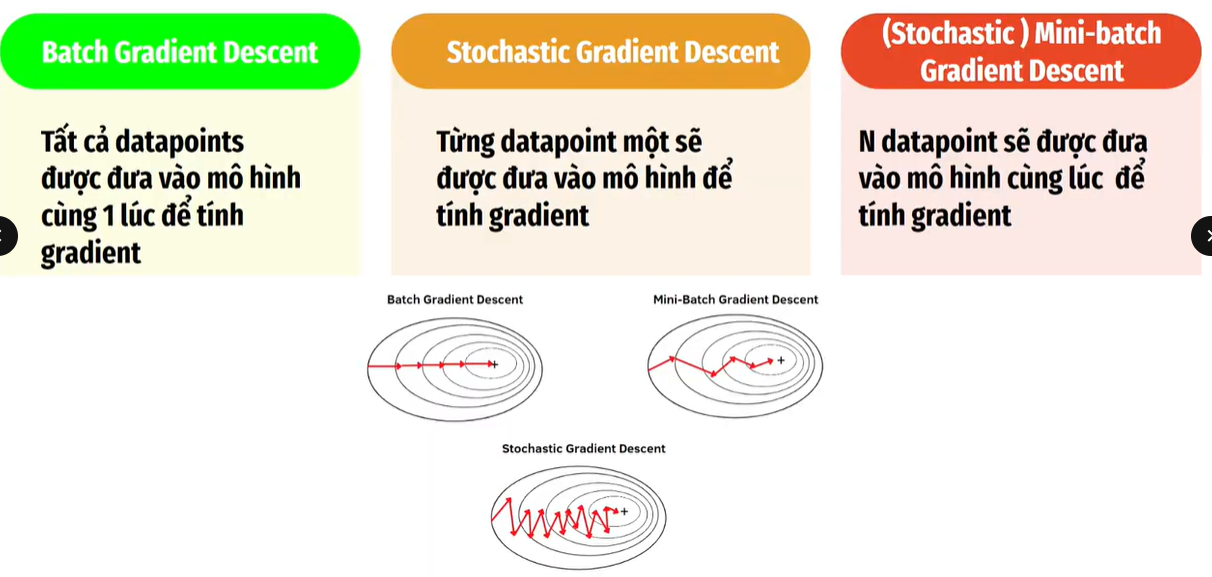 Batch Gradient Descent
Tất cả datapoints
được đưa vào mô hình
cùng 1 lúc để tính
gradient
Stochastic Gradient Descent
Từng datapoint một sẽ
được đưa vào mô hình để
tính gradient
(Stochastic ) Mini-batch
Gradient Descent
N datapoint sẽ được đưa
vào mô hình cùng lúc để
tính gradient
Batch Gradient Descent
Mini-Batch Gradient Descent
Stochastic Gradient Descent